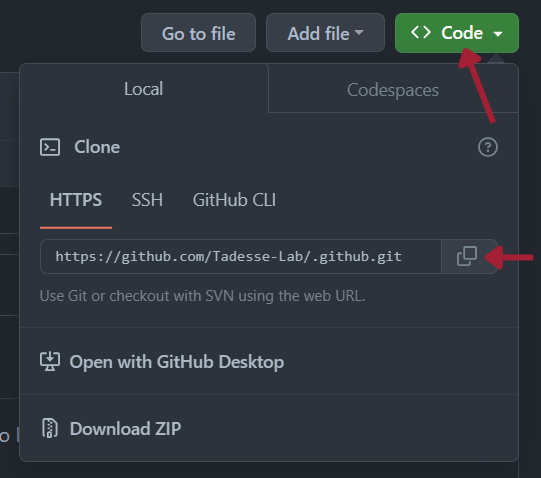 Go to file
Add file
Code
Local
Codespaces
Clone
HTTPS
SSH
GitHub CLI
https://github.com/Tadesse-Lab/.github.git
Use Git or checkout with SVN using the web URL.
Open with GitHub Desktop
Download ZIP